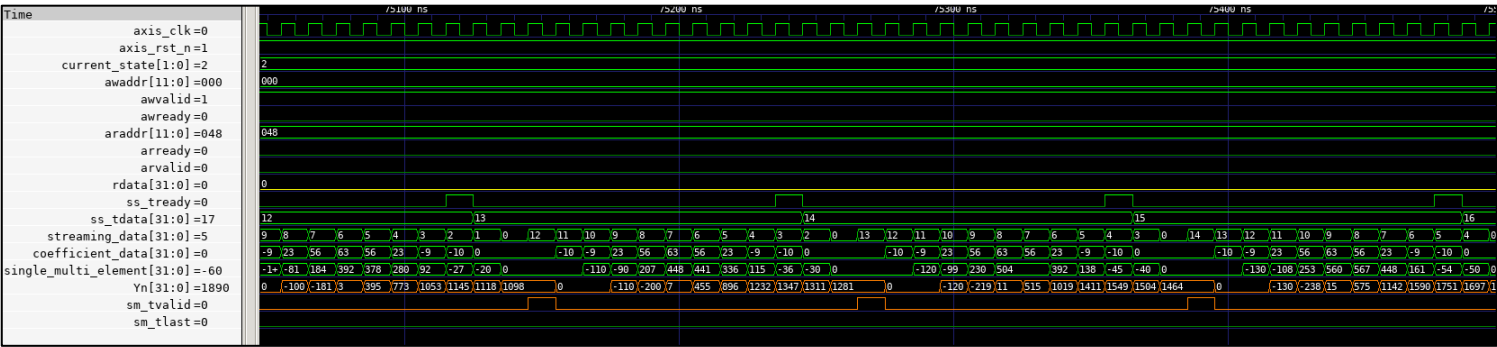 Time 75100 ns 75200 ns 75300 ns 75400 ns
axis_clk=0
axis_rst_n=1
current_state[1:0]=2 2
awaddr[11:0]=000 000
awvalid=1
awready=0
araddr[11:0]=048 048
arready=0
arvalid=0
rdata[31:0]=0 0
ss_tready=0
ss_tdata[31:0]=17 12 13 14 15 16
streaming_data[31:0]=5 9 8 7 6 5 4 3 2 1 0 12 11 10 9 8 7 6 5 4 3 2 0 13 12 11 10 9 8 7 6 5 4 3 0 14 13 12 11 10 9 8 7 6 5 4 0
coefficient_data[31:0]=0 -9 23 56 63 56 23 -9 -10 0 -10 -9 23 56 63 56 23 -9 -10 0 -10 -9 23 56 63 56 23 -9 -10 0 -10 -9 23 56 63 56 23 -9 -10 0
single_multi_element[31:0]=-60 -1+ -81 184 392 378 280 92 -27 -20 0 -110 -90 207 448 441 336 115 -36 -30 0 -120 -99 230 504 392 138 -45 -40 0 -130 -108 253 560 567 448 161 -54 -50 0
Yn[31:0]=1890 0 -100 -181 3 395 773 1053 1145 1118 1098 0 -110 -200 7 455 896 1232 1347 1311 1281 0 -120 -219 11 515 1019 1411 1549 1504 1464 0 -130 -238 15 575 1142 1590 1751 1697 1
sm_tvalid=0
sm_tlast=0